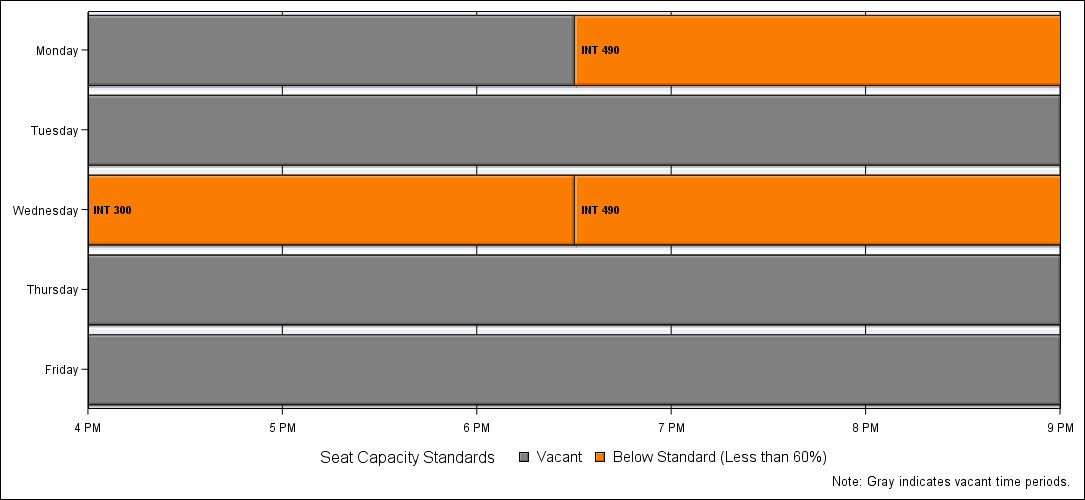 Monday
INT 490
Tuesday
Wednesday
INT 300
INT 490
Thursday
Friday
4 PM 5 PM 6 PM 7 PM 8 PM 9 PM
Seat Capacity Standards Vacant Below Standard (Less than 60%)
Note: Gray indicates vacant time periods.